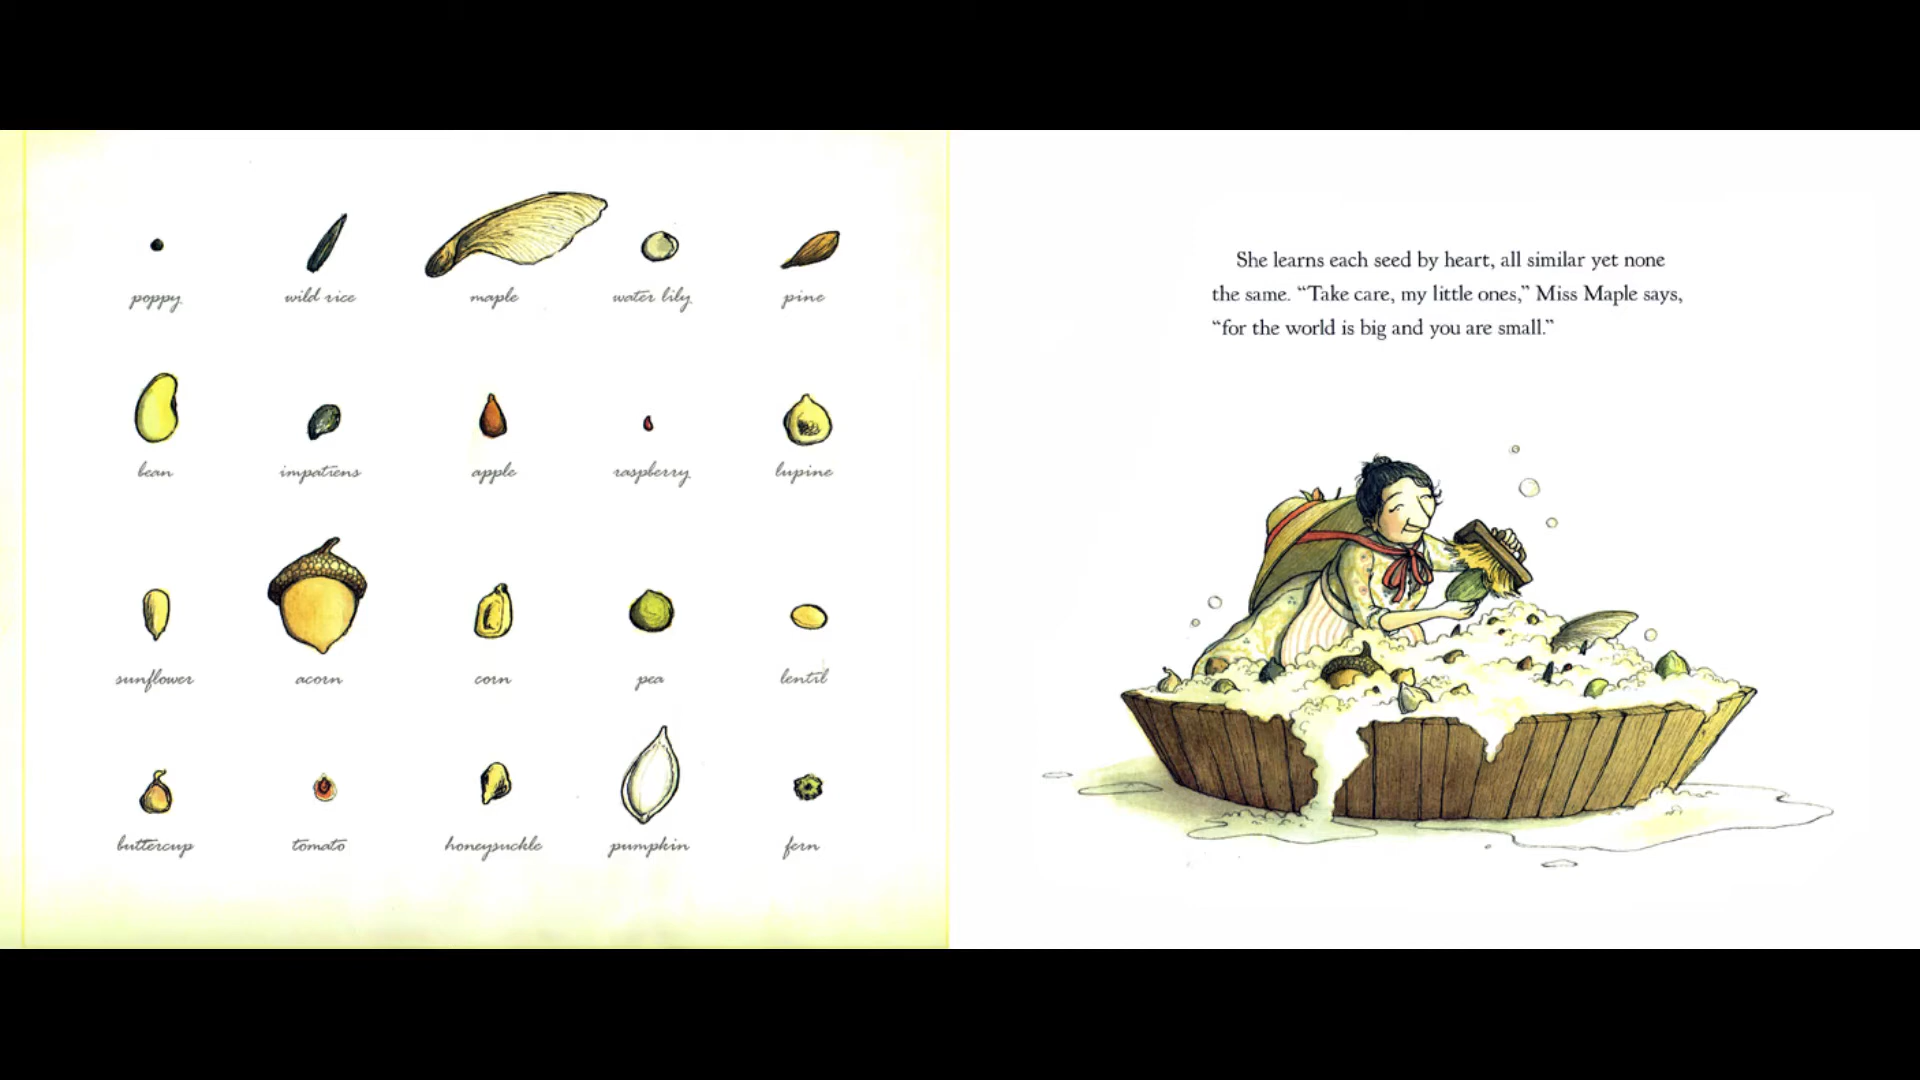 poppy
wild rice
maple
water lily
pine
bean
impatiens
apple
raspberry
lupine
sunflower
acorn
corn
pea
lentil
buttercup
tomato
honeysuckle
pumpkin
fern
She learns each seed by heart, all similar yet none
the same. “Take care, my little ones,” Miss Maple says,
“for the world is big and you are small.”